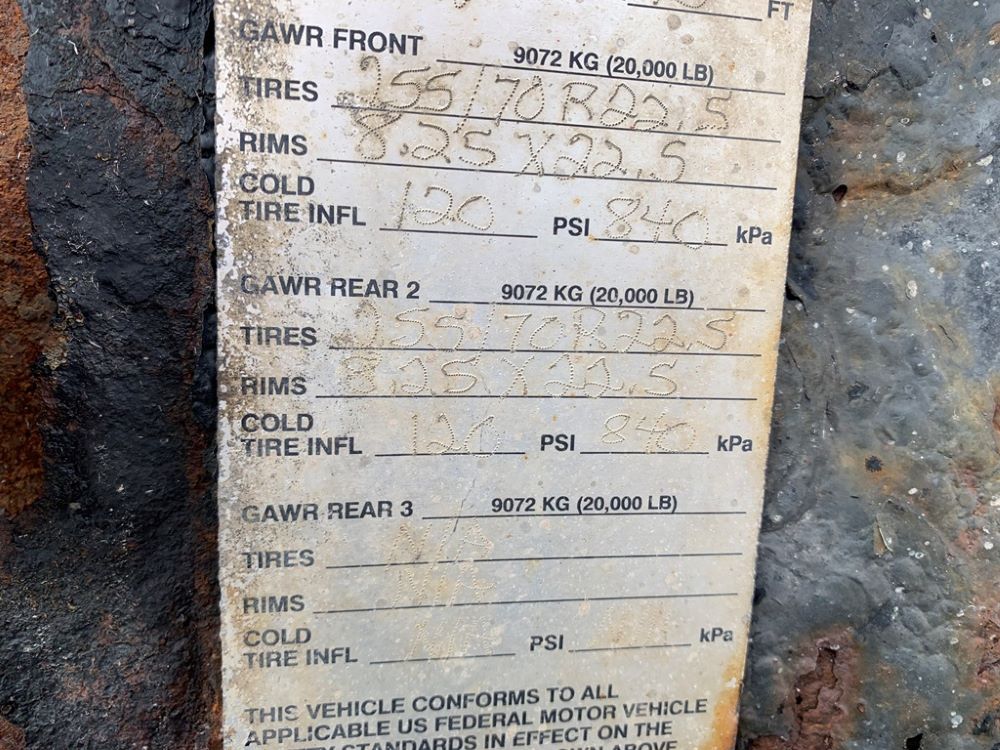 FT
GAWR FRONT 9072 KG (20,000 LB)
TIRES 255/70R22.5
RIMS 8.25X22.5
COLD
TIRE INFL 120 PSI 840 kPa
GAWR REAR 2 9072 KG (20,000 LB)
TIRES 255/70R22.5
RIMS 8.25X22.5
COLD
TIRE INFL 120 PSI 840 kPa
GAWR REAR 3 9072 KG (20,000 LB)
TIRES NA
RIMS NA
COLD
TIRE INFL NA PSI kPa
THIS VEHICLE CONFORMS TO ALL
APPLICABLE US FEDERAL MOTOR VEHICLE
STANDARDS IN EFFECT ON THE
ABOVE